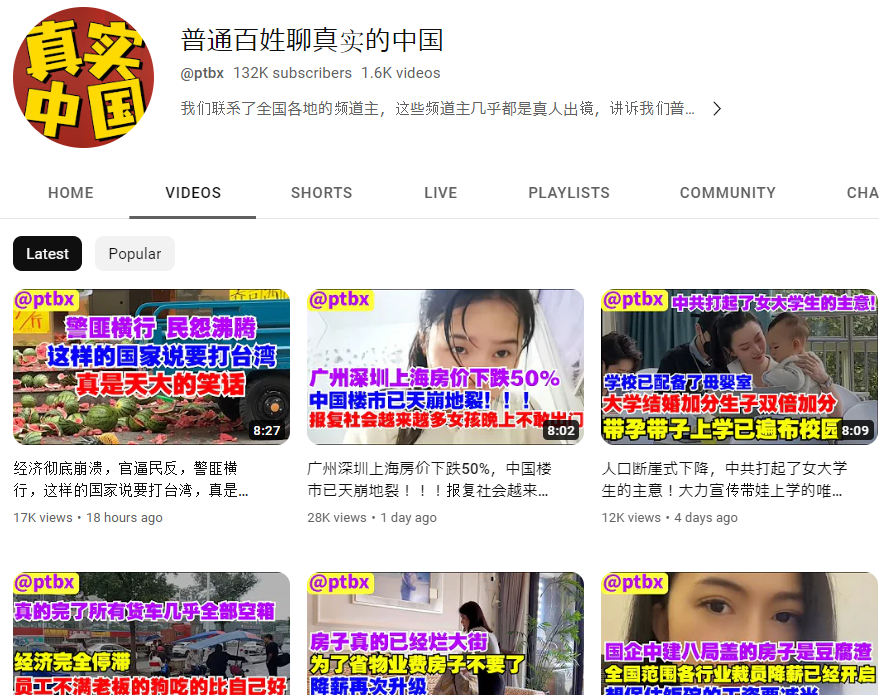 真实
中国
普通百姓聊真实的中国
@ptbx 132K subscribers 1.6K videos
我们联系了全国各地的频道主，这些频道主几乎都是真人出镜，讲诉我们普...
HOME VIDEOS SHORTS LIVE PLAYLISTS COMMUNITY CHA
Latest Popular
@ptbx
警匪横行 民怨沸腾
这样的国家说要打台湾
真是天大的笑话
8:27
经济彻底崩溃，官逼民反，警匪横
行，这样的国家说要打台湾，真是...
17K views • 18 hours ago
@ptbx
广州深圳上海房价下跌50%
中国楼市已天崩地裂！！！
报复社会越来越多女孩晚上不敢出门
8:02
广州深圳上海房价下跌50%，中国楼
市已天崩地裂！！！报复社会越来...
28K views • 1 day ago
@ptbx 中共打起了女大学生的主意!
学校已配备了母婴室
大学结婚加分生子双倍加分
带孕带子上学已遍布校园
8:09
人口断崖式下降，中共打起了女大学
生的主意！大力宣传带娃上学的唯...
12K views • 4 days ago
@ptbx
真的完了所有货车几乎全部空箱
经济完全停滞
员工不满老板的狗吃的比自己好
@ptbx
房子真的已经烂大街
为了省物业费房子不要了
降薪再次升级
@ptbx
国企中建八局盖的房子是豆腐渣
全国范围各行业裁员降薪已经开启